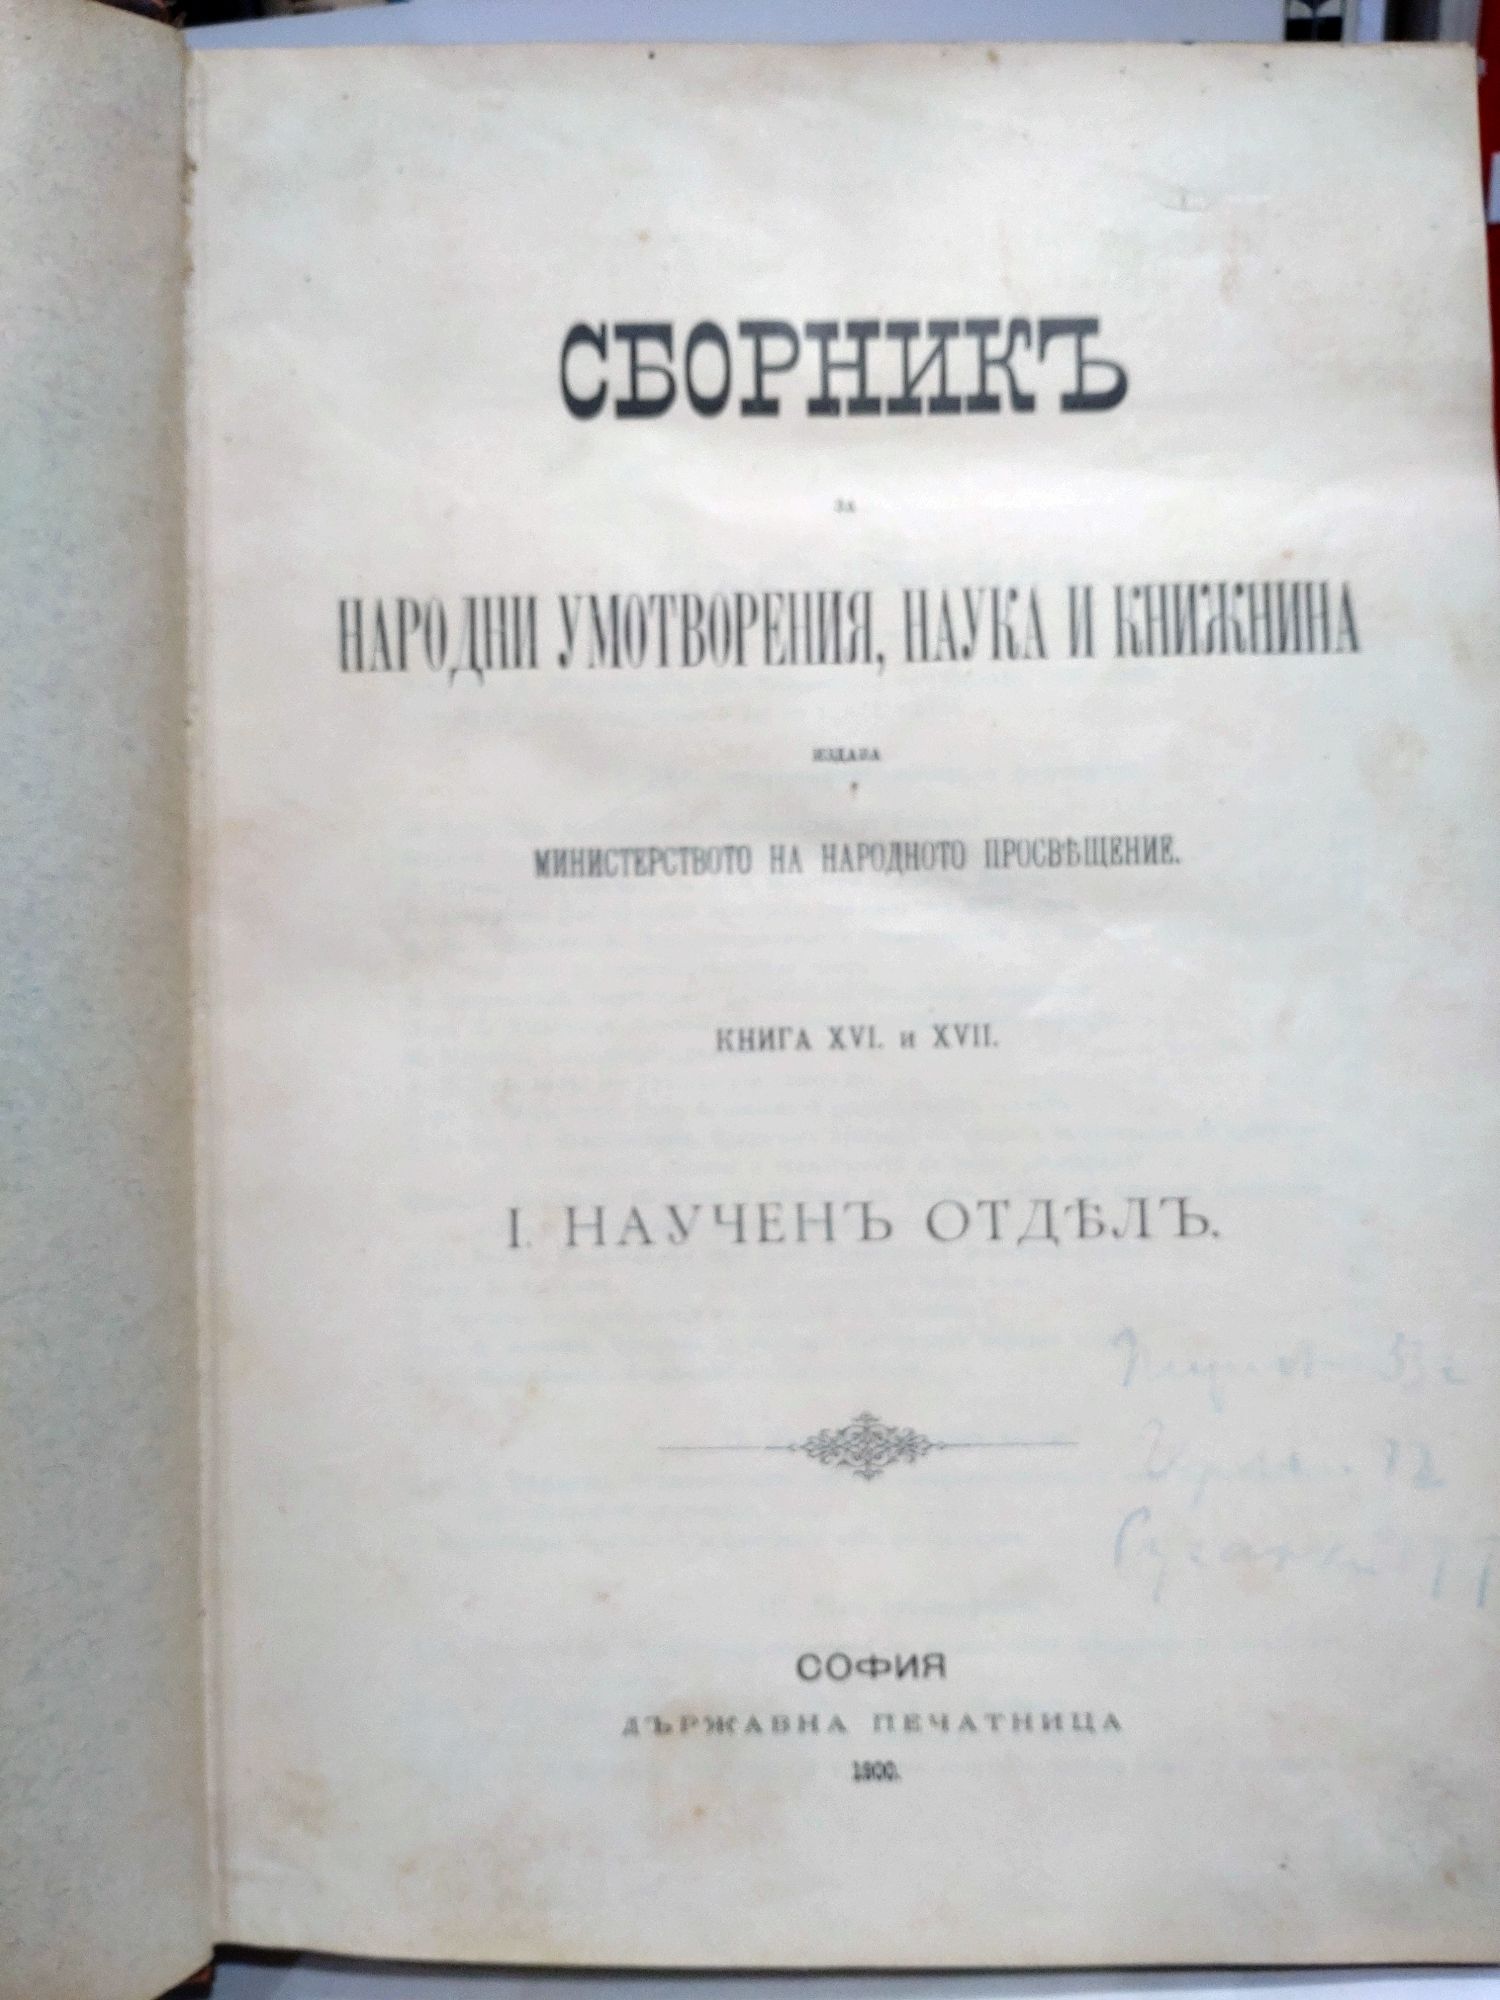 СБОРНИКЪ
ЗА
НАРОДНИ УМОТВОРЕНИЯ, НАУКА И КНИЖНИНА
ИЗДАВА
МИНИСТЕРСТВОТО НА НАРОДНОТО ПРОСВѢЩЕНИЕ.
КНИГА XVI. и XVII.
I. НАУЧЕНЪ ОТДѢЛЪ.
СОФИЯ
ДЪРЖАВНА ПЕЧАТНИЦА
1900.